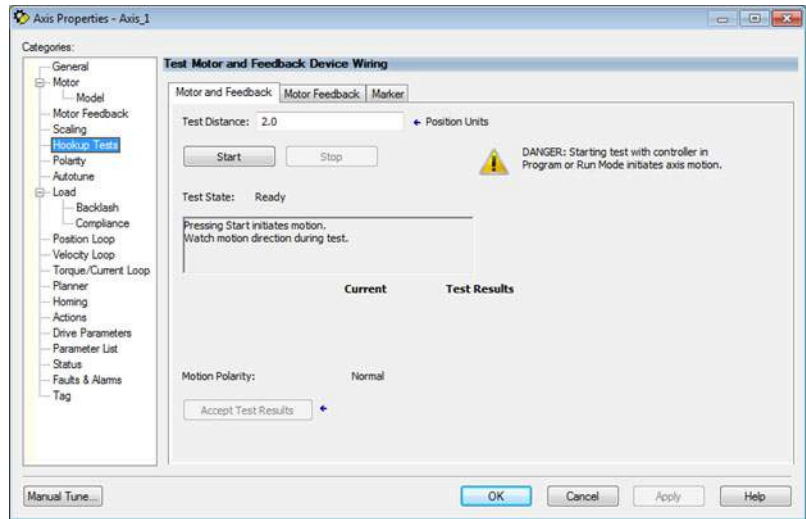 Axis Properties - Axis_1
Categories:
General
Motor
Model
Motor Feedback
Scaling
Hookup Tests
Polarity
Autotune
Load
Backlash
Compliance
Position Loop
Velocity Loop
Torque/Current Loop
Planner
Homing
Actions
Drive Parameters
Parameter List
Status
Faults & Alarms
Tag
Test Motor and Feedback Device Wiring
Motor and Feedback Motor Feedback Marker
Test Distance: 2.0 Position Units
Start Stop
DANGER: Starting test with controller in
Program or Run Mode initiates axis motion.
Test State: Ready
Pressing Start initiates motion.
Watch motion direction during test.
Current Test Results
Motion Polarity: Normal
Accept Test Results
Manual Tune... OK Cancel Apply Help